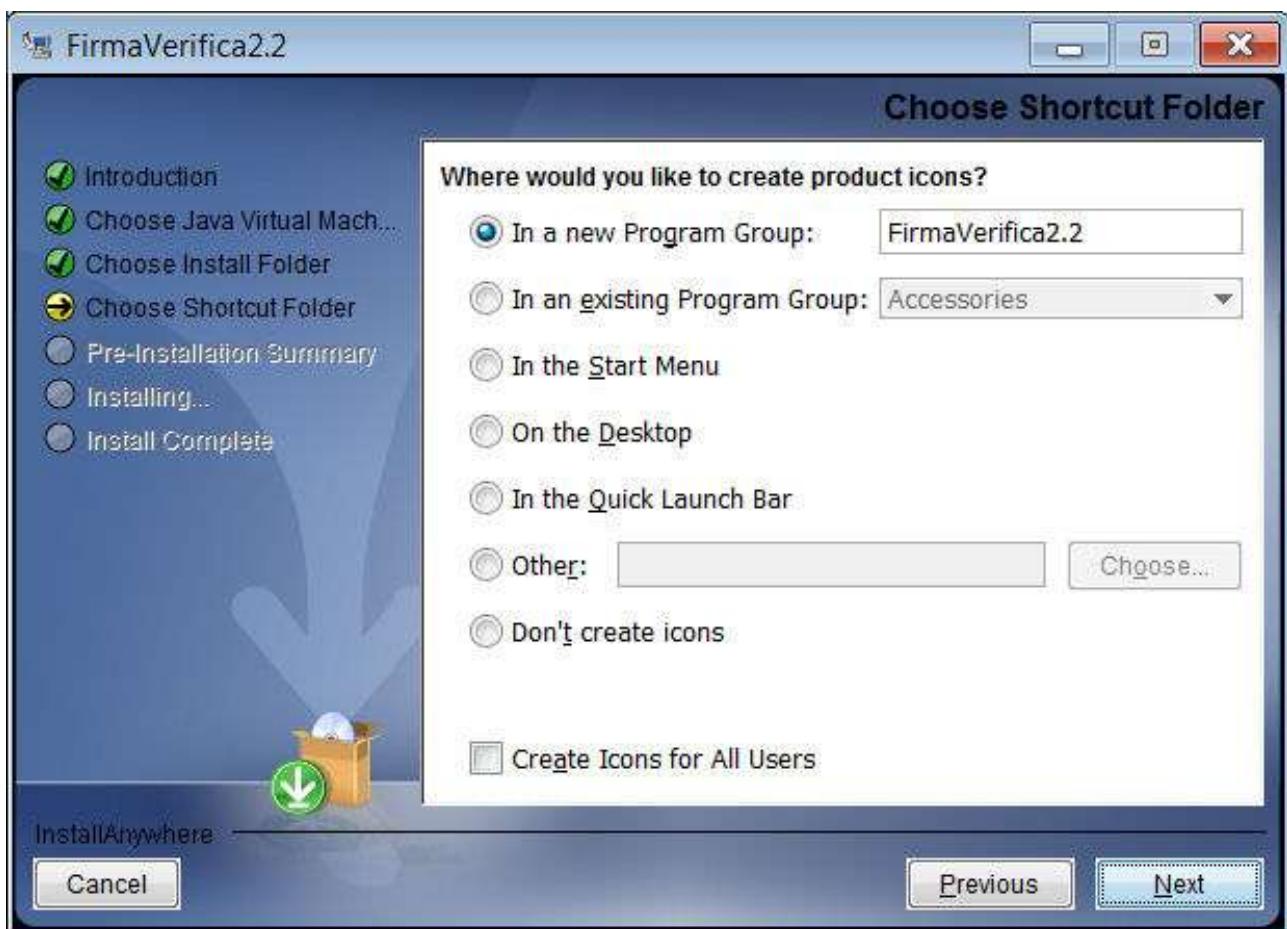 FirmaVerifica2.2
Choose Shortcut Folder
Introduction
Choose Java Virtual Mach...
Choose Install Folder
Choose Shortcut Folder
Pre-Installation Summary
Installing...
Install Complete
Where would you like to create product icons?
In a new Program Group: FirmaVerifica2.2
In an existing Program Group: Accessories
In the Start Menu
On the Desktop
In the Quick Launch Bar
Other: Choose...
Don't create icons
Create Icons for All Users
InstallAnywhere
Cancel Previous Next